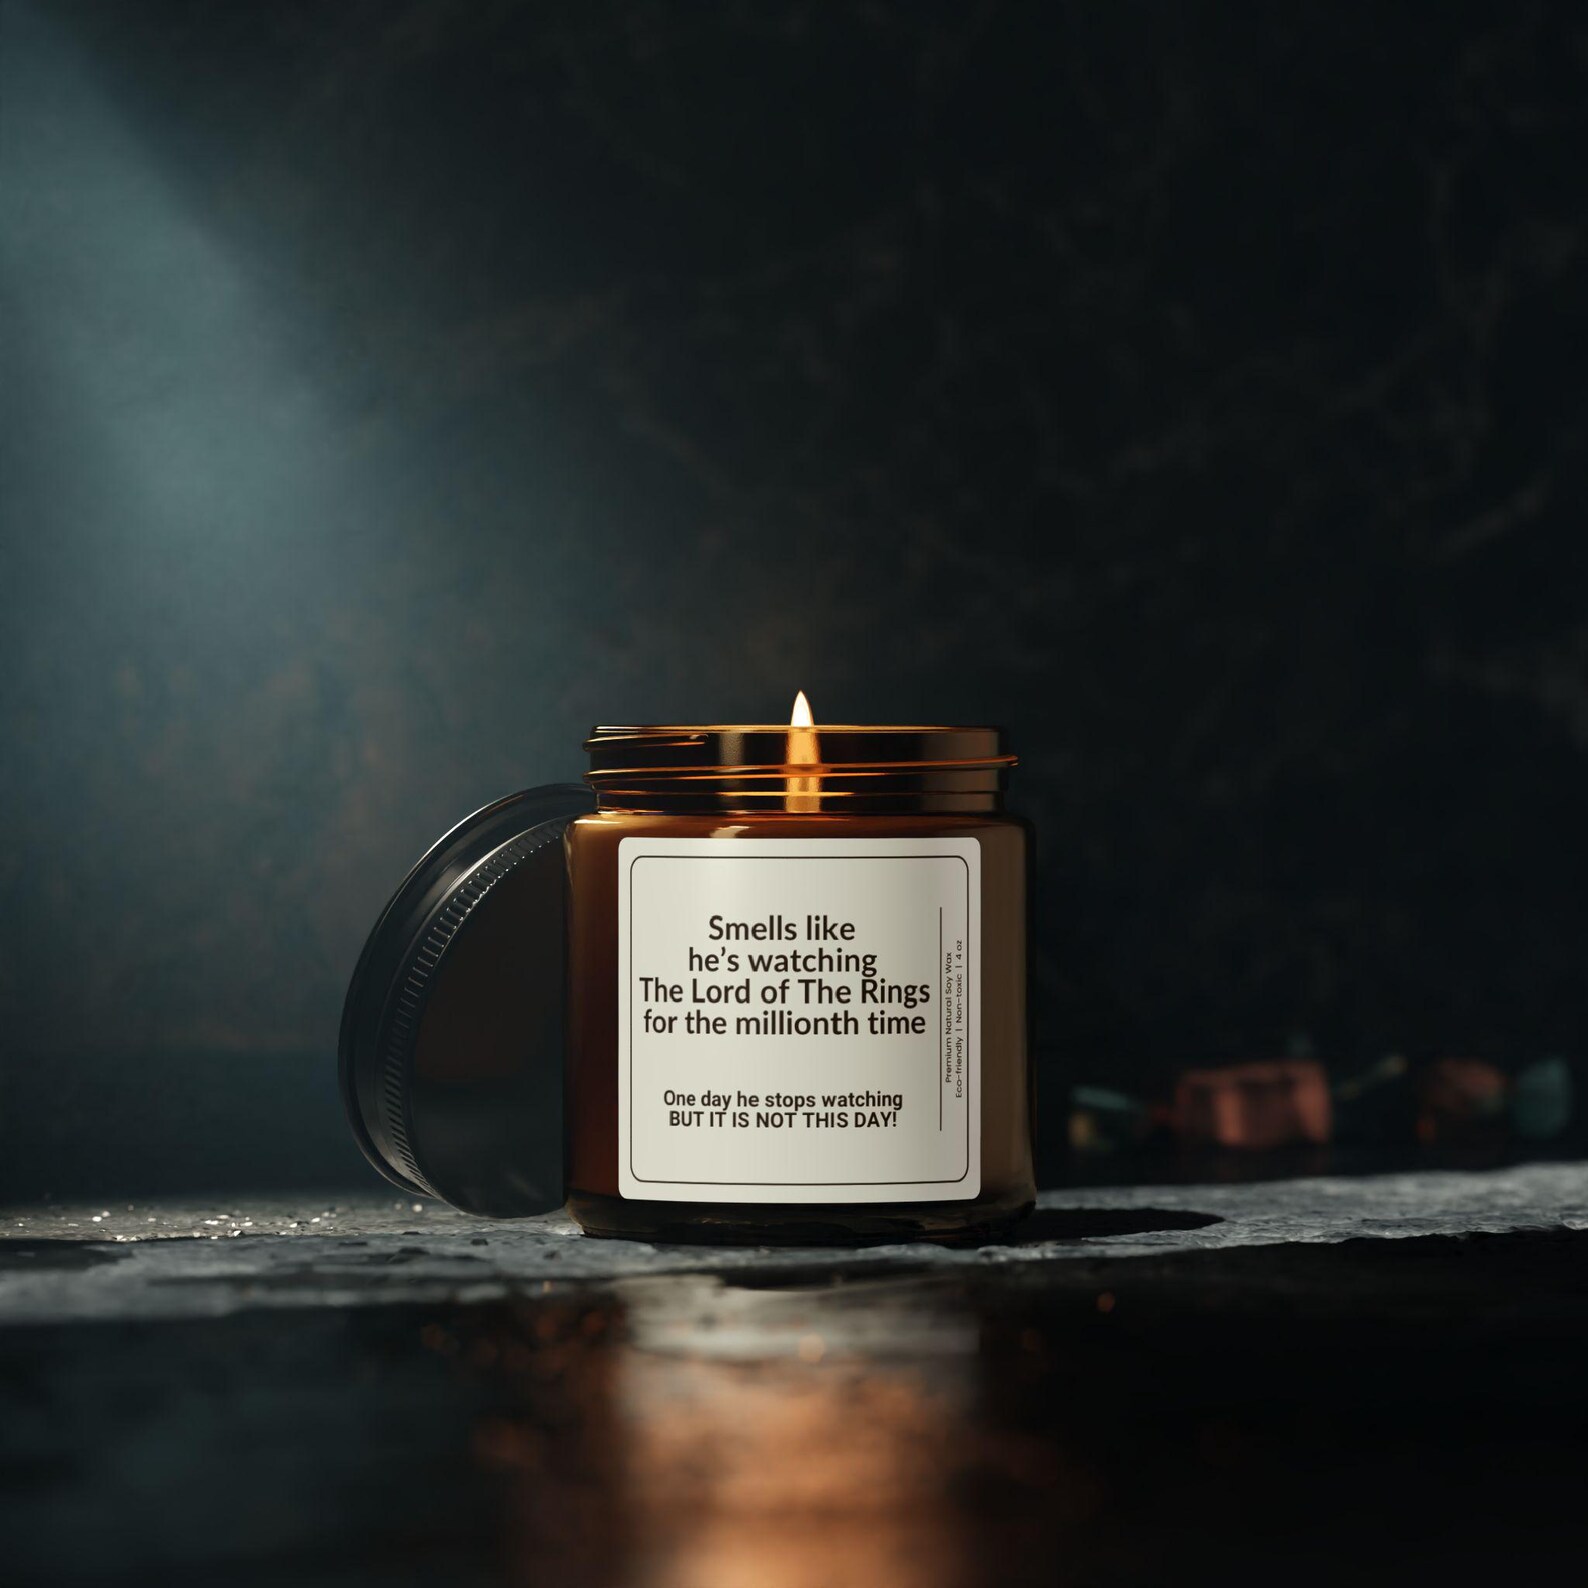 Smells like
he's watching
The Lord of The Rings
for the millionth time
One day he stops watching
BUT IT IS NOT THIS DAY!
Premium Natural Soy Wax
Eco-friendly | Non-toxic | 4 oz